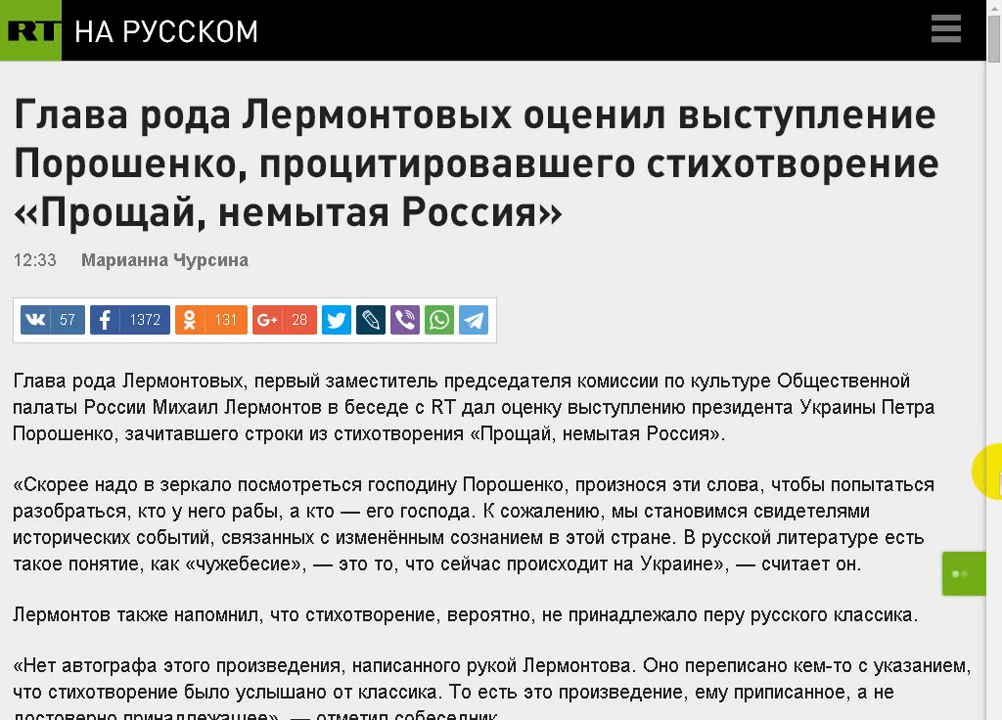 RT НА РУССКОМ
Глава рода Лермонтовых оценил выступление
Порошенко, процитировавшего стихотворение
«Прощай, немытая Россия»
12:33 Марианна Чурсина
57 1372 131 G+ 28
Глава рода Лермонтовых, первый заместитель председателя комиссии по культуре Общественной
палаты России Михаил Лермонтов в беседе с RT дал оценку выступлению президента Украины Петра
Порошенко, зачитавшего строки из стихотворения «Прощай, немытая Россия».
«Скорее надо в зеркало посмотреться господину Порошенко, произнося эти слова, чтобы попытаться
разобраться, кто у него рабы, а кто — его господа. К сожалению, мы становимся свидетелями
исторических событий, связанных с изменённым сознанием в этой стране. В русской литературе есть
такое понятие, как «чужебесие», — это то, что сейчас происходит на Украине», — считает он.
Лермонтов также напомнил, что стихотворение, вероятно, не принадлежало перу русского классика.
«Нет автографа этого произведения, написанного рукой Лермонтова. Оно переписано кем-то с указанием,
что стихотворение было услышано от классика. То есть это произведение, ему приписанное, а не
достоверно принадлежащее», — отметил собеседник